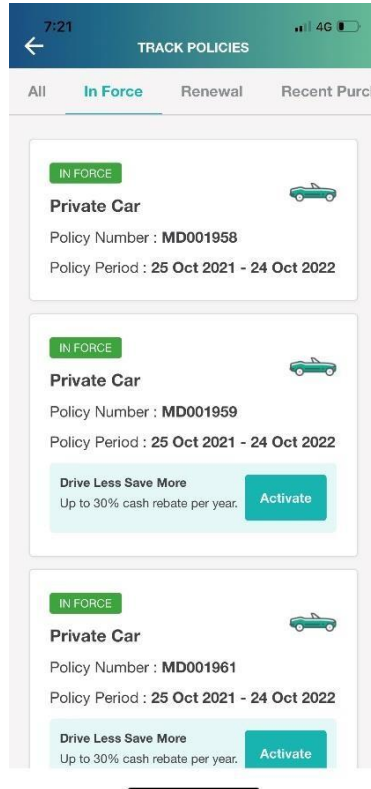 7:21 4G
TRACK POLICIES
All In Force Renewal Recent Purc
IN FORCE
Private Car
Policy Number : MD001958
Policy Period : 25 Oct 2021 - 24 Oct 2022
IN FORCE
Private Car
Policy Number : MD001959
Policy Period : 25 Oct 2021 - 24 Oct 2022
Drive Less Save More
Up to 30% cash rebate per year.
Activate
IN FORCE
Private Car
Policy Number : MD001961
Policy Period : 25 Oct 2021 - 24 Oct 2022
Drive Less Save More
Up to 30% cash rebate per year.
Activate